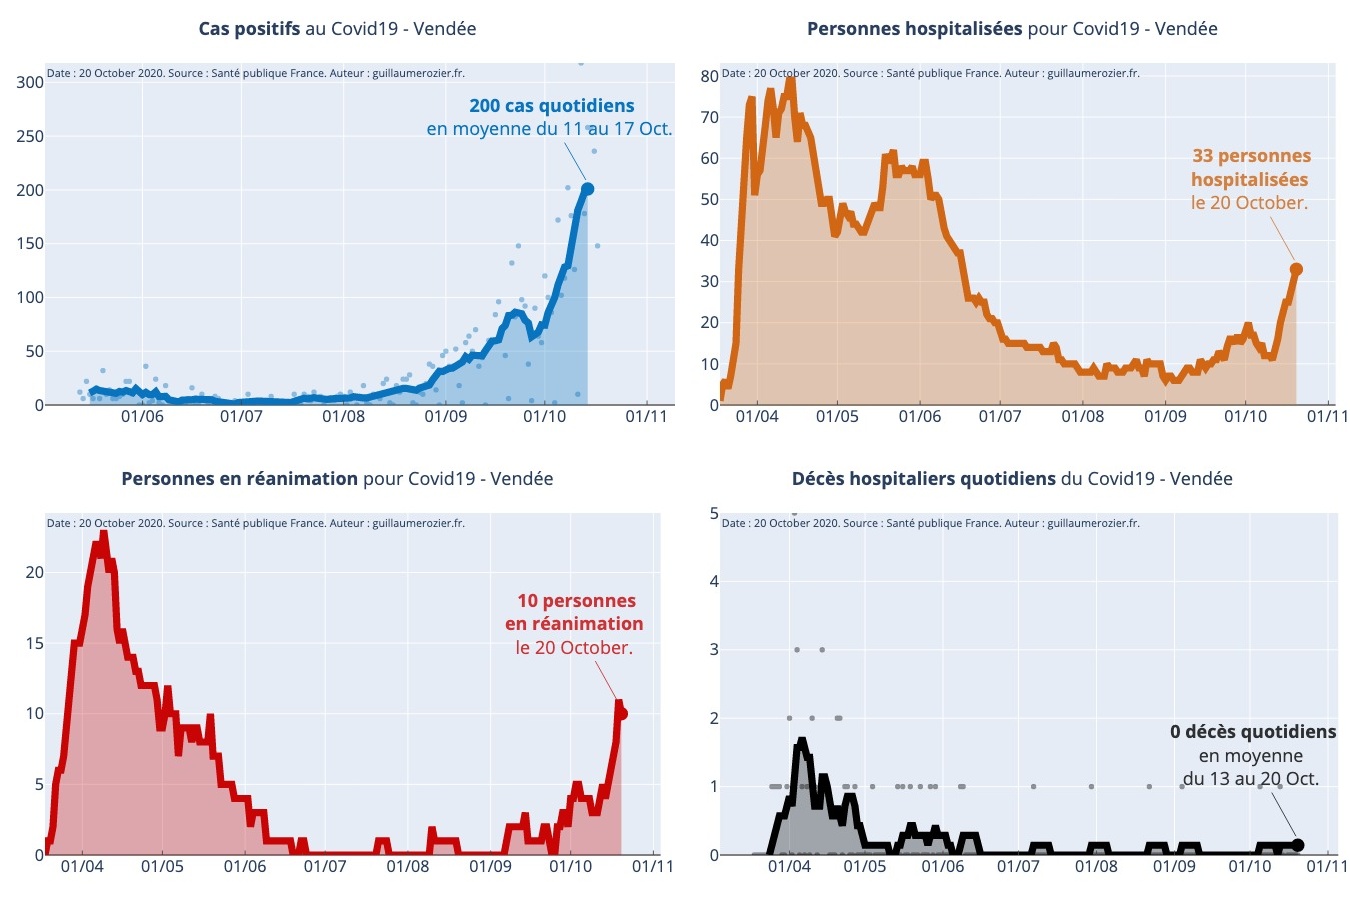 Cas positifs au Covid19 - Vendée
Date : 20 October 2020. Source : Santé publique France. Auteur : guillaumerozier.fr.
300
250
200
150
100
50
0
200 cas quotidiens
en moyenne du 11 au 17 Oct.
01/06 01/07 01/08 01/09 01/10 01/11
Personnes hospitalisées pour Covid19 - Vendée
Date : 20 October 2020. Source : Santé publique France. Auteur : guillaumerozier.fr.
80
70
60
50
40
30
20
10
0
33 personnes
hospitalisées
le 20 October.
01/04 01/05 01/06 01/07 01/08 01/09 01/10 01/11
Personnes en réanimation pour Covid19 - Vendée
Date : 20 October 2020. Source : Santé publique France. Auteur : guillaumerozier.fr.
20
15
10
5
0
10 personnes
en réanimation
le 20 October.
01/04 01/05 01/06 01/07 01/08 01/09 01/10 01/11
Décès hospitaliers quotidiens du Covid19 - Vendée
Date : 20 October 2020. Source : Santé publique France. Auteur : guillaumerozier.fr.
5
4
3
2
1
0
0 décès quotidiens
en moyenne
du 13 au 20 Oct.
01/04 01/05 01/06 01/07 01/08 01/09 01/10 01/11